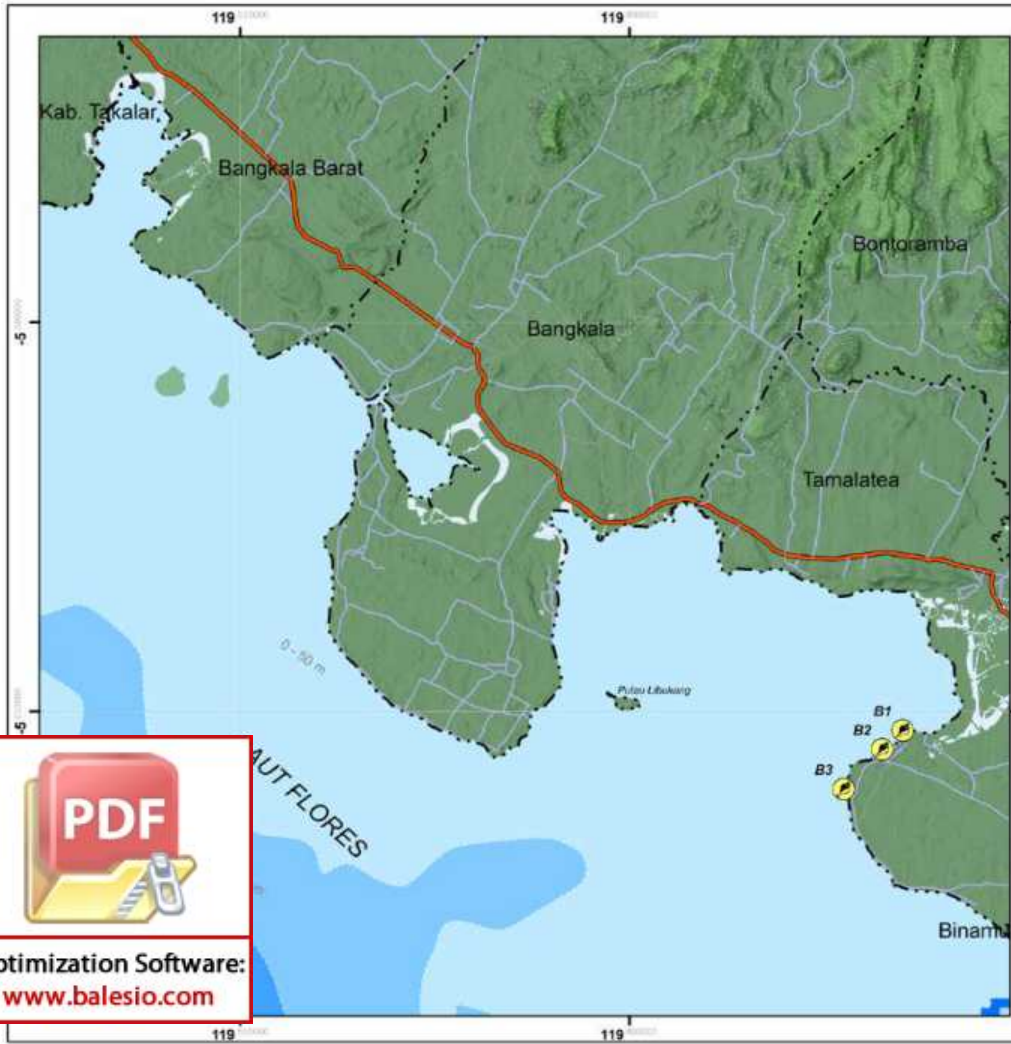 119
119
Kab. Takalar
Bangkala Barat
Bontoramba
-5
Bangkala
Tamalatea
0 – 50 m
Pulau Libukang
-5
B1
B2
B3
AUT FLORES
PDF
m
Binamu
ptimization Software:
www.balesio.com
119
119